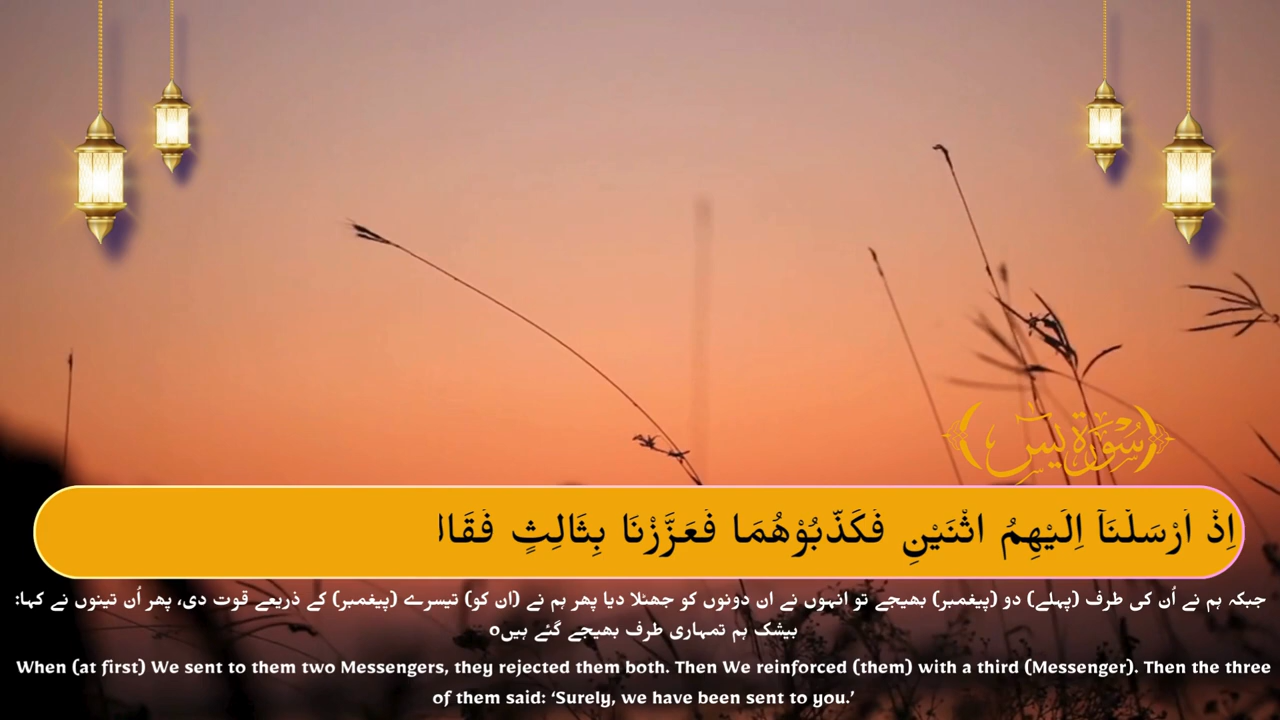 سُوْرَةُ يٰسٓ
اِذْ اَرْسَلْنَاۤ اِلَيْهِمُ اثْنَيْنِ فَكَذَّبُوْهُمَا فَعَزَّزْنَا بِثَالِثٍ فَقَالُ
جبکہ ہم نے اُن کی طرف (پہلے) دو (پیغمبر) بھیجے تو انہوں نے ان دونوں کو جھٹلا دیا پھر ہم نے (ان کو) تیسرے (پیغمبر) کے ذریعے قوت دی، پھر اُن تینوں نے کہا:
بیشک ہم تمہاری طرف بھیجے گئے ہیںo
When (at first) We sent to them two Messengers, they rejected them both. Then We reinforced (them) with a third (Messenger). Then the three
of them said: ‘Surely, we have been sent to you.’